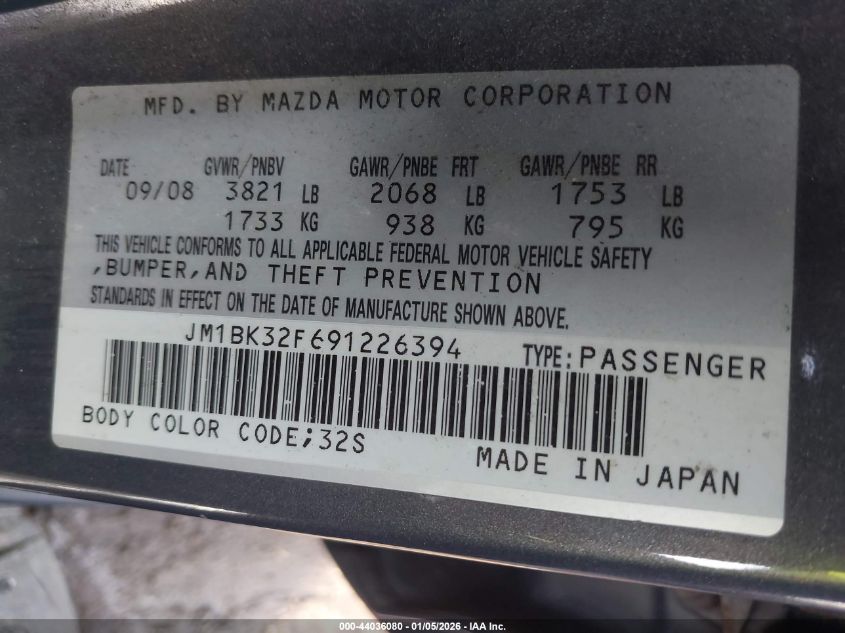 MFD. BY MAZDA MOTOR CORPORATION
DATE GVWR/PNBV GAWR/PNBE FRT GAWR/PNBE RR
09/08 3821 LB 2068 LB 1753 LB
1733 KG 938 KG 795 KG
THIS VEHICLE CONFORMS TO ALL APPLICABLE FEDERAL MOTOR VEHICLE SAFETY
,BUMPER,AND THEFT PREVENTION
STANDARDS IN EFFECT ON THE DATE OF MANUFACTURE SHOWN ABOVE.
JM1BK32F691226394 TYPE:PASSENGER
BODY COLOR CODE;32S
MADE IN JAPAN
000-44036080 - 01/05/2026 - IAA Inc.